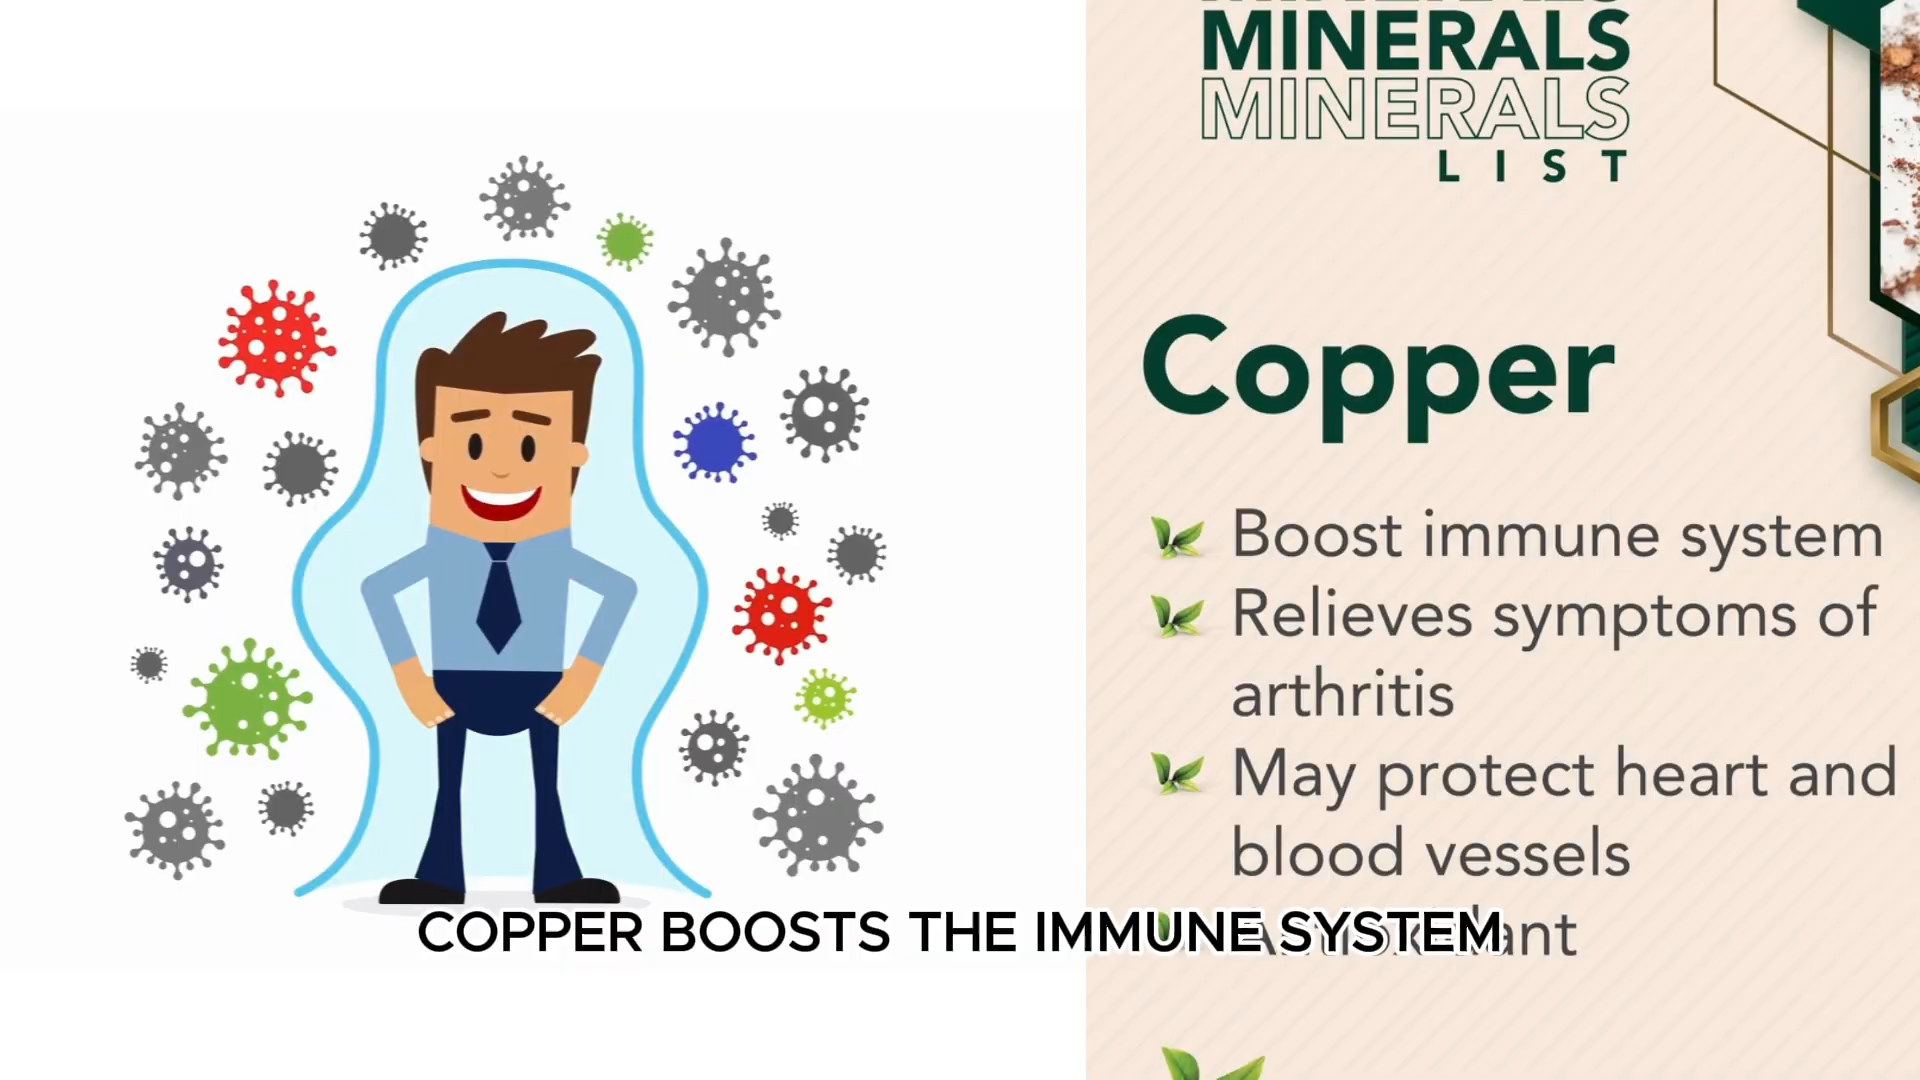 MINERALS
MINERALS
LIST
Copper
Boost immune system
Relieves symptoms of
arthritis
May protect heart and
blood vessels
COPPER BOOSTS THE IMMUNE SYSTEM